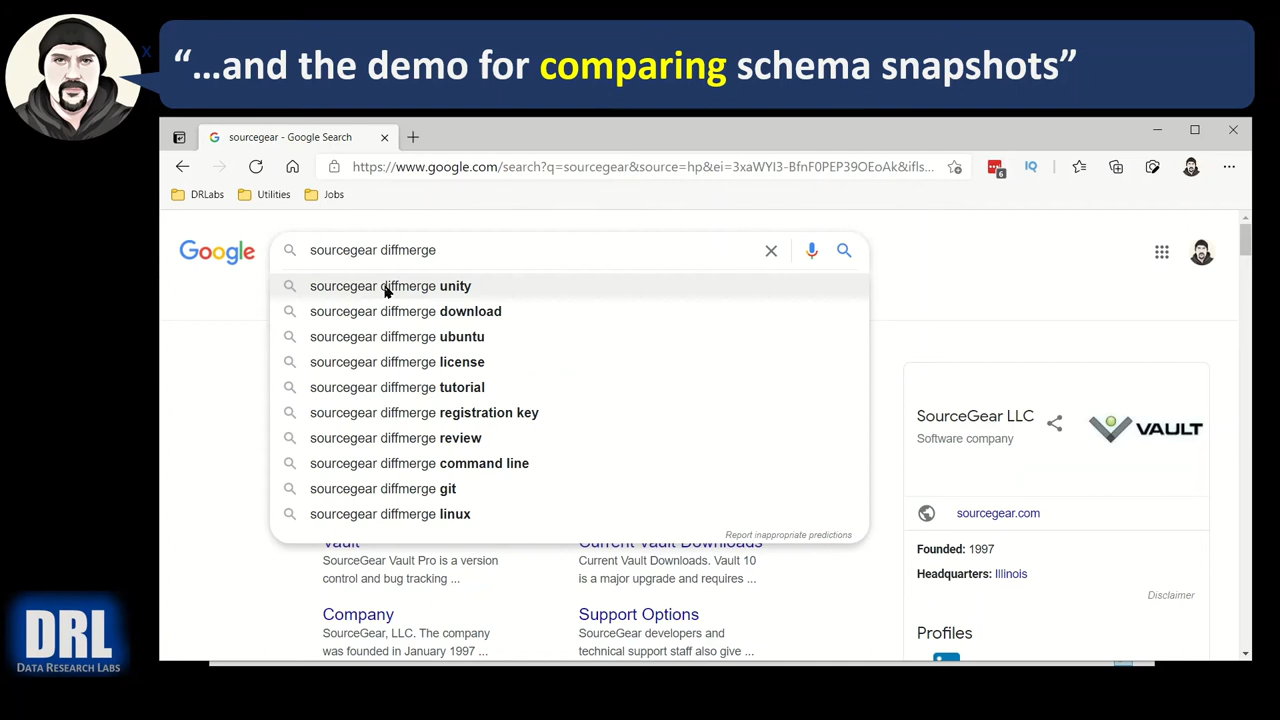 x
“…and the demo for comparing schema snapshots”
sourcegear - Google Search
https://www.google.com/search?q=sourcegear&source=hp&ei=3xaWYI3-BfnF0PEP39OEoAk&ifls...
6
IQ
DRLabs
Utilities
Jobs
Google
sourcegear diffmerge
sourcegear diffmerge unity
sourcegear diffmerge download
sourcegear diffmerge ubuntu
sourcegear diffmerge license
sourcegear diffmerge tutorial
sourcegear diffmerge registration key
sourcegear diffmerge review
sourcegear diffmerge command line
sourcegear diffmerge git
sourcegear diffmerge linux
Report inappropriate predictions
Vault
SourceGear Vault Pro is a version
control and bug tracking ...
Current Vault Downloads
Current Vault Downloads. Vault 10
is a major upgrade and requires ...
Company
SourceGear, LLC. The company
was founded in January 1997 ...
Support Options
SourceGear developers and
technical support staff also give ...
SourceGear LLC
Software company
VAULT
sourcegear.com
Founded: 1997
Headquarters: Illinois
Disclaimer
Profiles
DRL
DATA RESEARCH LABS